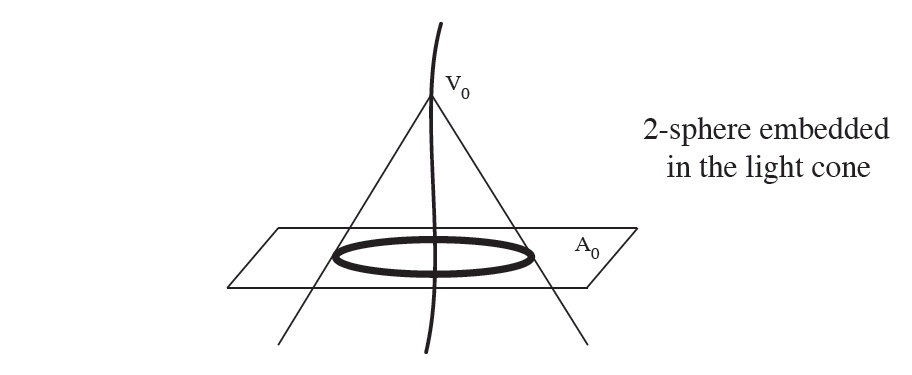 V0
2-sphere embedded
in the light cone
A0